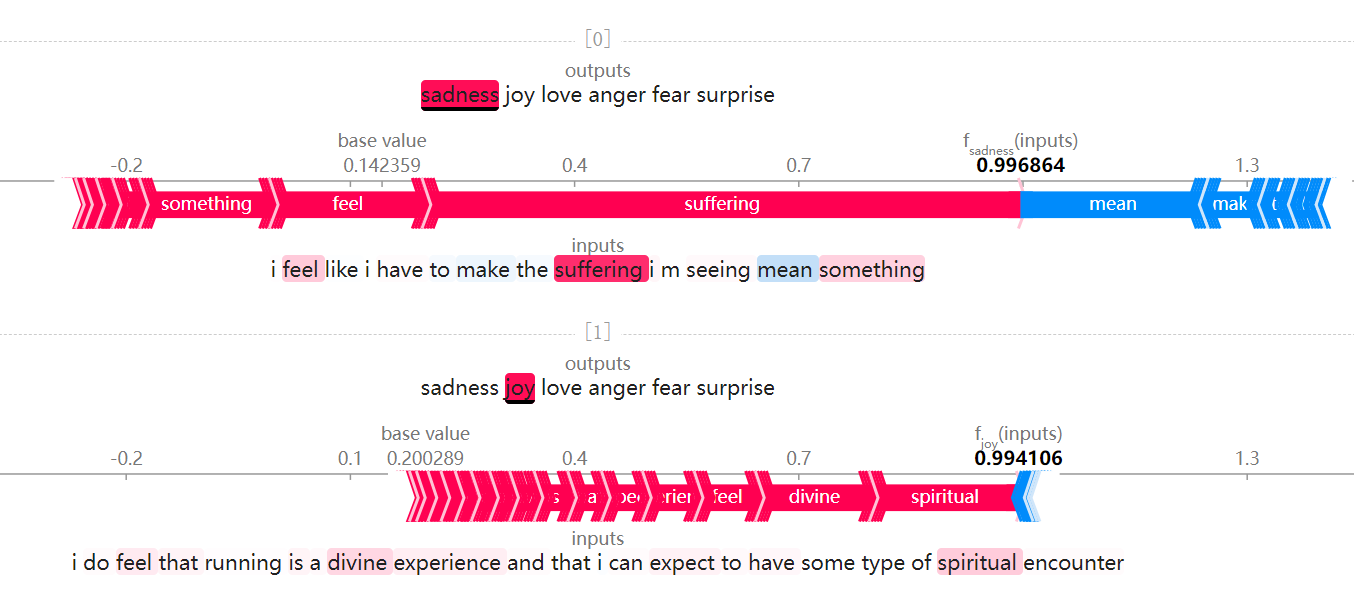 [0]
outputs
sadness joy love anger fear surprise
base value f_sadness(inputs)
-0.2 0.142359 0.4 0.7 0.996864 1.3
something feel suffering mean mak
inputs
i feel like i have to make the suffering i m seeing mean something
[1]
outputs
sadness joy love anger fear surprise
base value f_joy(inputs)
-0.2 0.1 0.200289 0.4 0.7 0.994106 1.3
s a feel divine spiritual
inputs
i do feel that running is a divine experience and that i can expect to have some type of spiritual encounter